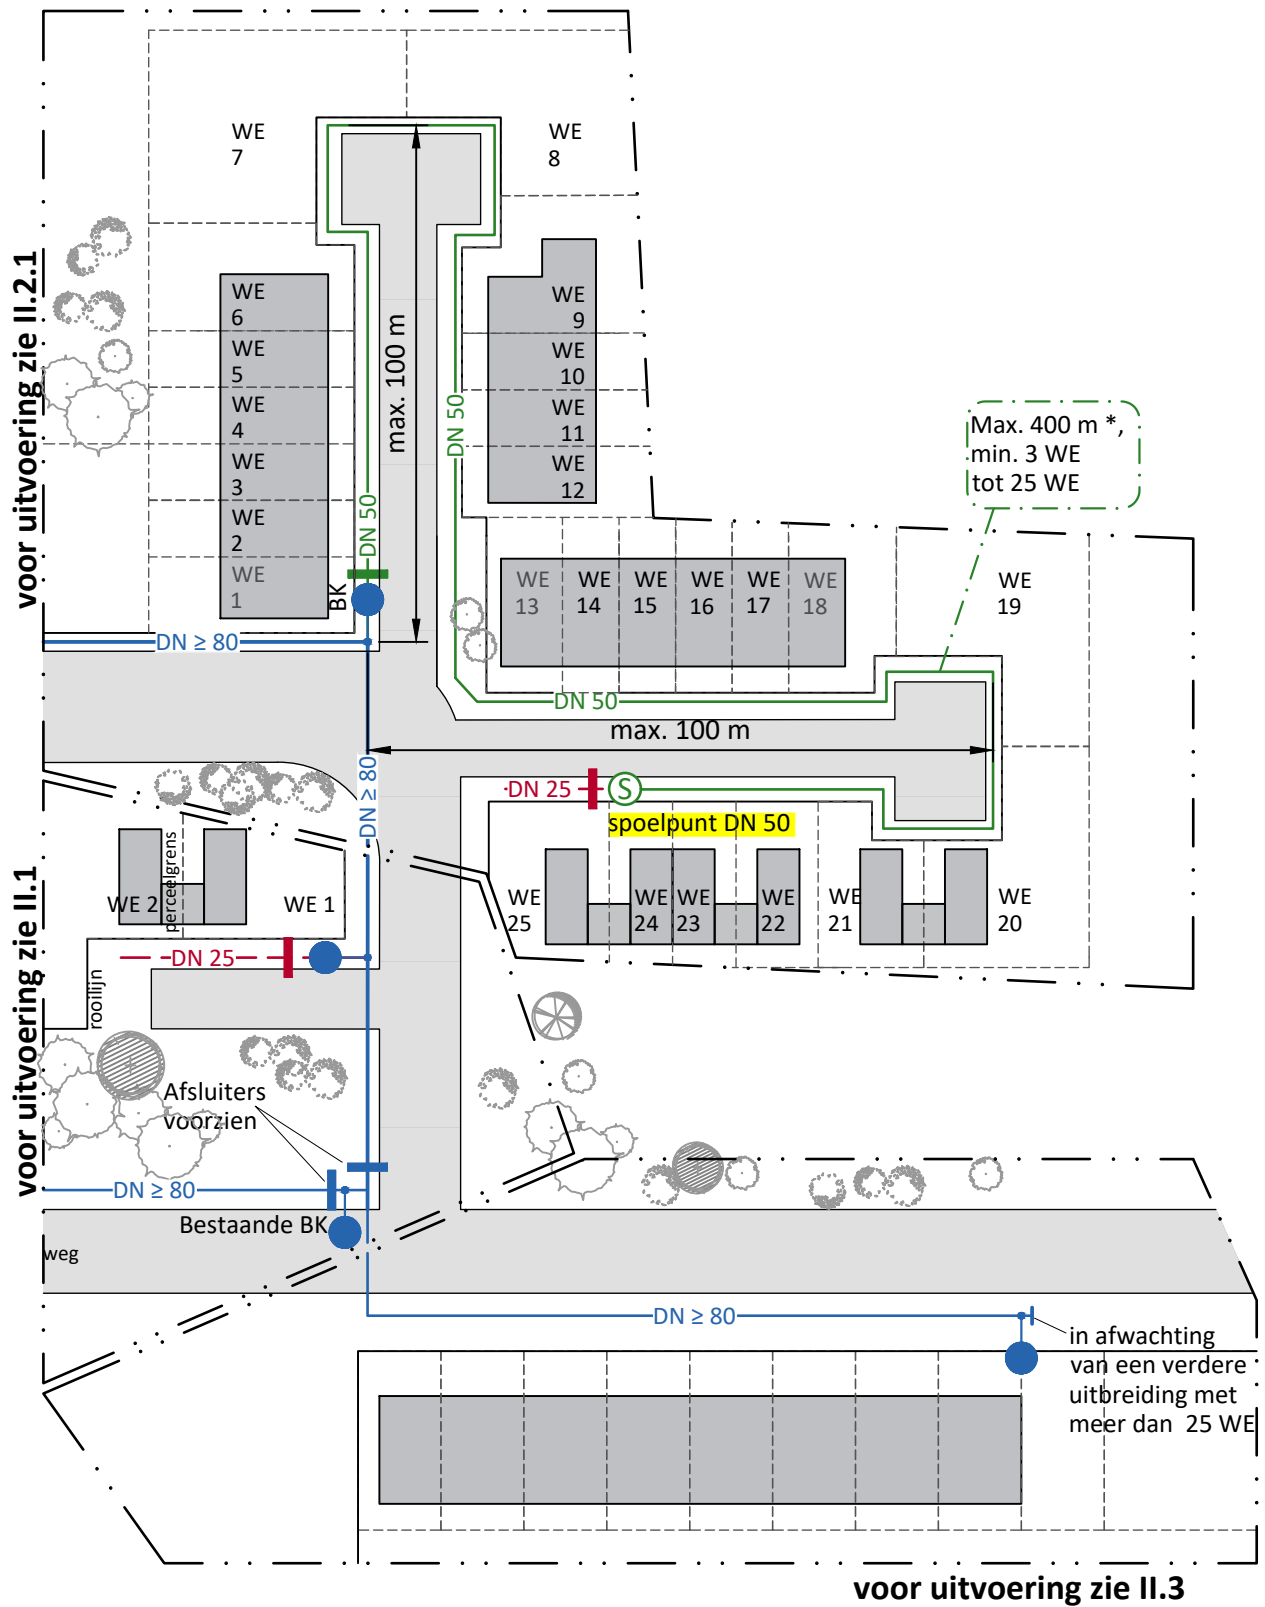 WE
7
WE
8
voor uitvoering zie II.2.1
WE
6
WE
5
WE
4
WE
3
WE
2
WE
1
max. 100 m
DN 50
DN 50
BK
WE
9
WE
10
WE
11
WE
12
Max. 400 m *,
min. 3 WE
tot 25 WE
WE
13
WE
14
WE
15
WE
16
WE
17
WE
18
WE
19
DN ≥ 80
DN 50
max. 100 m
DN ≥ 80
DN 25
S
spoelpunt DN 50
voor uitvoering zie II.1
WE 2
perceelgrens
WE 1
WE
25
WE
24
WE
23
WE
22
WE
21
WE
20
DN 25
rooilijn
Afsluiters
voorzien
DN ≥ 80
Bestaande BK
weg
DN ≥ 80
in afwachting
van een verdere
uitbreiding met
meer dan 25 WE
voor uitvoering zie II.3